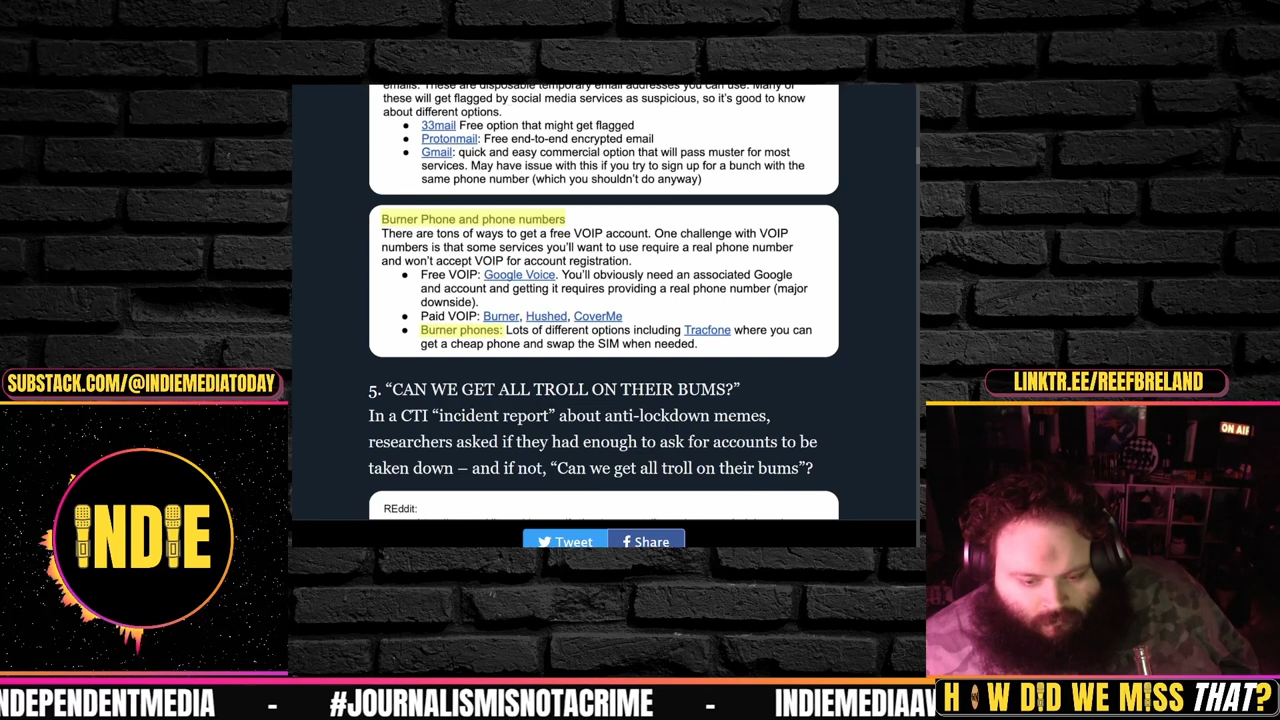 emails. These are disposable temporary email addresses you can use. Many of
these will get flagged by social media services as suspicious, so it's good to know
about different options.
● 33mail Free option that might get flagged
● Protonmail: Free end-to-end encrypted email
● Gmail: quick and easy commercial option that will pass muster for most
services. May have issue with this if you try to sign up for a bunch with the
same phone number (which you shouldn't do anyway)
Burner Phone and phone numbers
There are tons of ways to get a free VOIP account. One challenge with VOIP
numbers is that some services you'll want to use require a real phone number
and won't accept VOIP for account registration.
● Free VOIP: Google Voice. You'll obviously need an associated Google
and account and getting it requires providing a real phone number (major
downside).
● Paid VOIP: Burner, Hushed, CoverMe
● Burner phones: Lots of different options including Tracfone where you can
get a cheap phone and swap the SIM when needed.
5. “CAN WE GET ALL TROLL ON THEIR BUMS?”
In a CTI “incident report” about anti-lockdown memes,
researchers asked if they had enough to ask for accounts to be
taken down – and if not, “Can we get all troll on their bums”?
REddit:
Tweet
Share
SUBSTACK.COM/@INDIEMEDIATODAY
INDIE
LINKTR.EE/REEFBRELAND
ON AIR
NDEPENDENTMEDIA - #JOURNALISMISNOTACRIME - INDIEMEDIAAW
HOW DID WE MISS THAT?